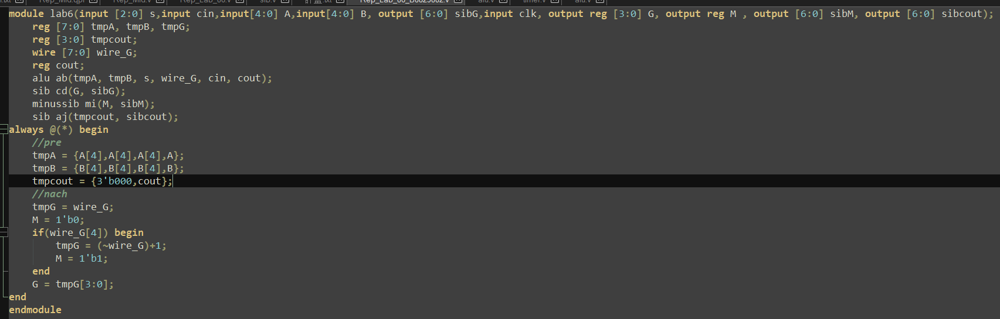 Rep_Mid.v
module lab6(input [2:0] s,input cin,input[4:0] A,input[4:0] B, output [6:0] sibG,input clk, output reg [3:0] G, output reg M , output [6:0] sibM, output [6:0] sibcout);
reg [7:0] tmpA, tmpB, tmpG;
reg [3:0] tmpcout;
wire [7:0] wire_G;
reg cout;
alu ab(tmpA, tmpB, s, wire_G, cin, cout);
sib cd(G, sibG);
minussib mi(M, sibM);
sib aj(tmpcout, sibcout);
always @(*) begin
//pre
tmpA = {A[4],A[4],A[4],A};
tmpB = {B[4],B[4],B[4],B};
tmpcout = {3'b000,cout};
//nach
tmpG = wire_G;
M = 1'b0;
if(wire_G[4]) begin
tmpG = (~wire_G)+1;
M = 1'b1;
end
G = tmpG[3:0];
end
endmodule